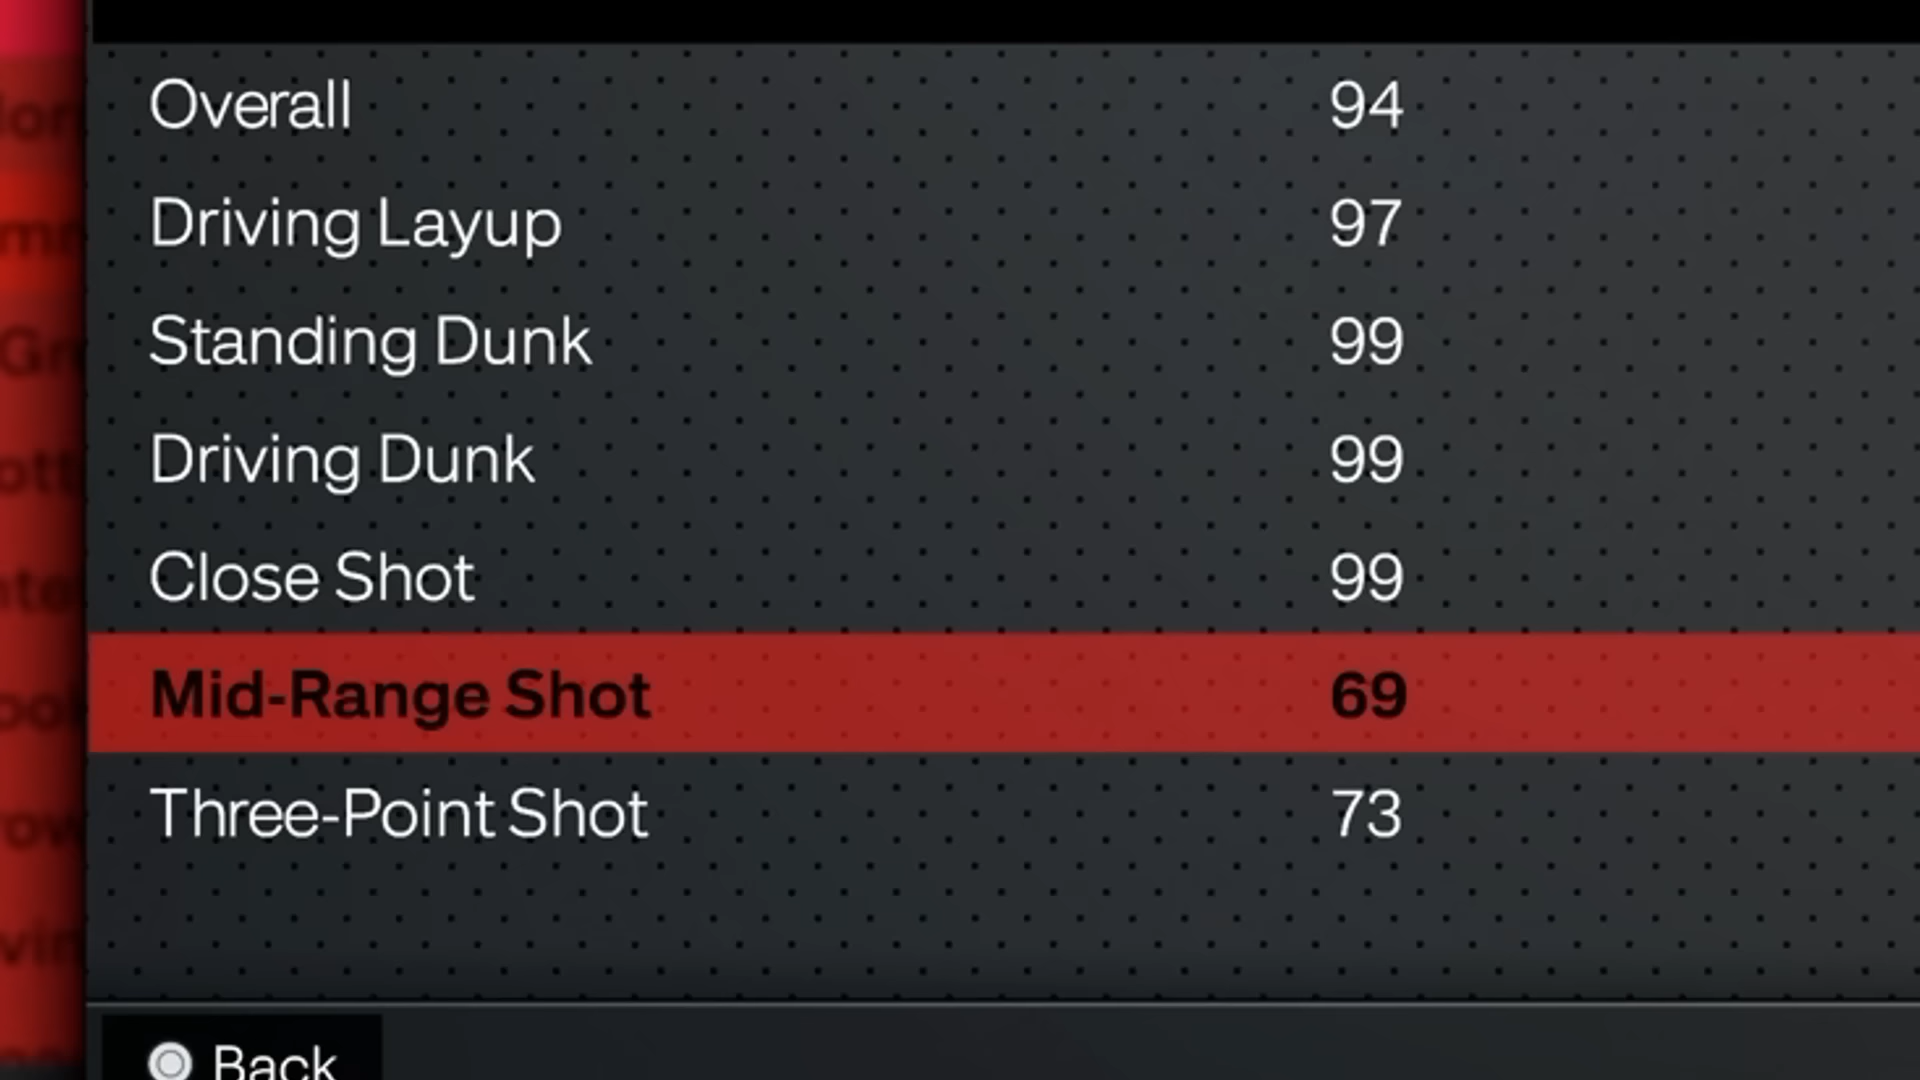 Overall 94
Driving Layup 97
Standing Dunk 99
Driving Dunk 99
Close Shot 99
Mid-Range Shot 69
Three-Point Shot 73
Back